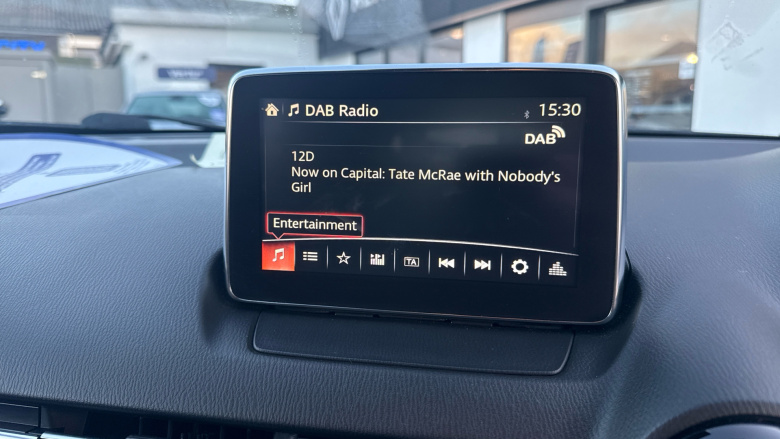 DAB Radio
15:30
DAB
12D
Now on Capital: Tate McRae with Nobody's
Girl
Entertainment
TA